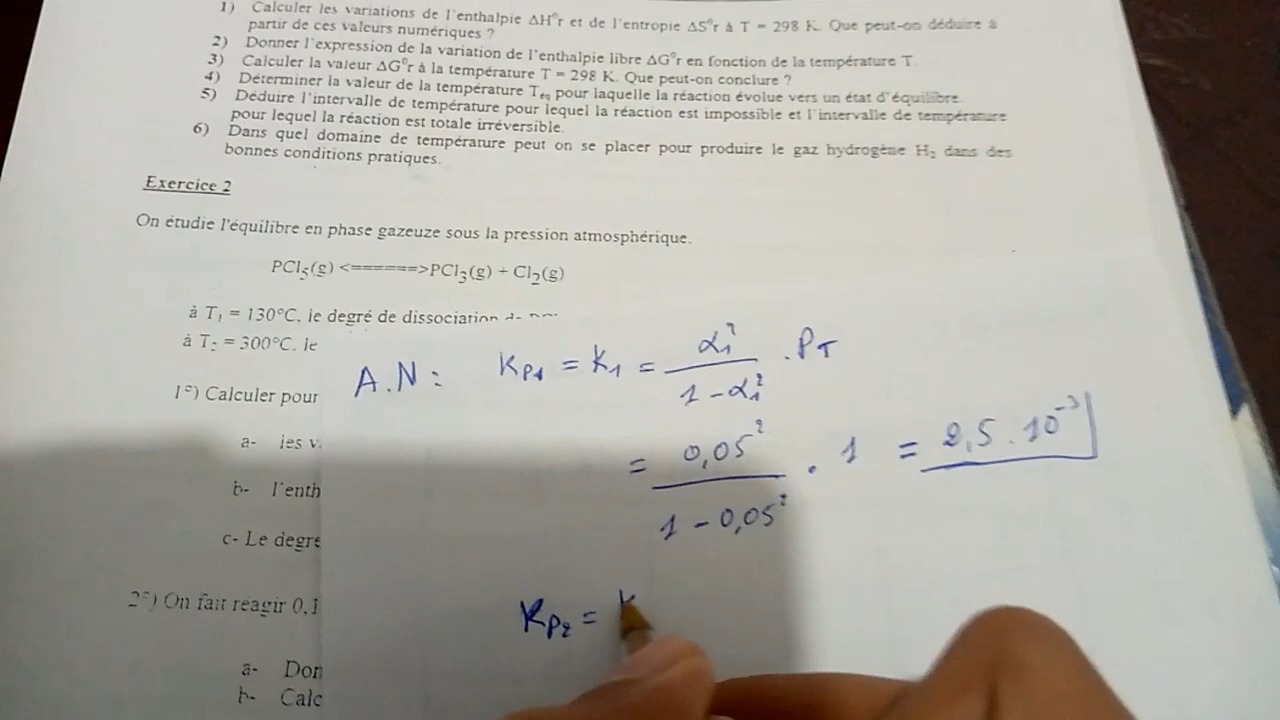 1) Calculer les variations de l'enthalpie ΔH°r et de l'entropie ΔS°r à T = 298 K. Que peut-on déduire à
partir de ces valeurs numériques ?
2) Donner l'expression de la variation de l'enthalpie libre ΔG°r en fonction de la température T
3) Calculer la valeur ΔG°r à la température T = 298 K. Que peut-on conclure ?
4) Déterminer la valeur de la température Teq pour laquelle la réaction évolue vers un état d'équilibre.
5) Déduire l'intervalle de température pour lequel la réaction est impossible et l'intervalle de température
pour lequel la réaction est totale irréversible.
6) Dans quel domaine de température peut on se placer pour produire le gaz hydrogène H₂ dans des
bonnes conditions pratiques.
Exercice 2
On étudie l'équilibre en phase gazeuze sous la pression atmosphérique.
PCl₅(g) <======>PCl₃(g) + Cl₂(g)
à T₁ = 130°C, le degré de dissociation
à T₂ = 300°C. le
A.N: Kp₁ = K₁ = α₁² / (1 - α₁²) . PT
1°) Calculer pour
a- les v
= 0,05² / (1 - 0,05²) . 1 = 2,5 . 10⁻³
b- l'enth
c- Le degré
2°) On fait réagir 0.1
Kp₂ = K
a- Don
b- Calc